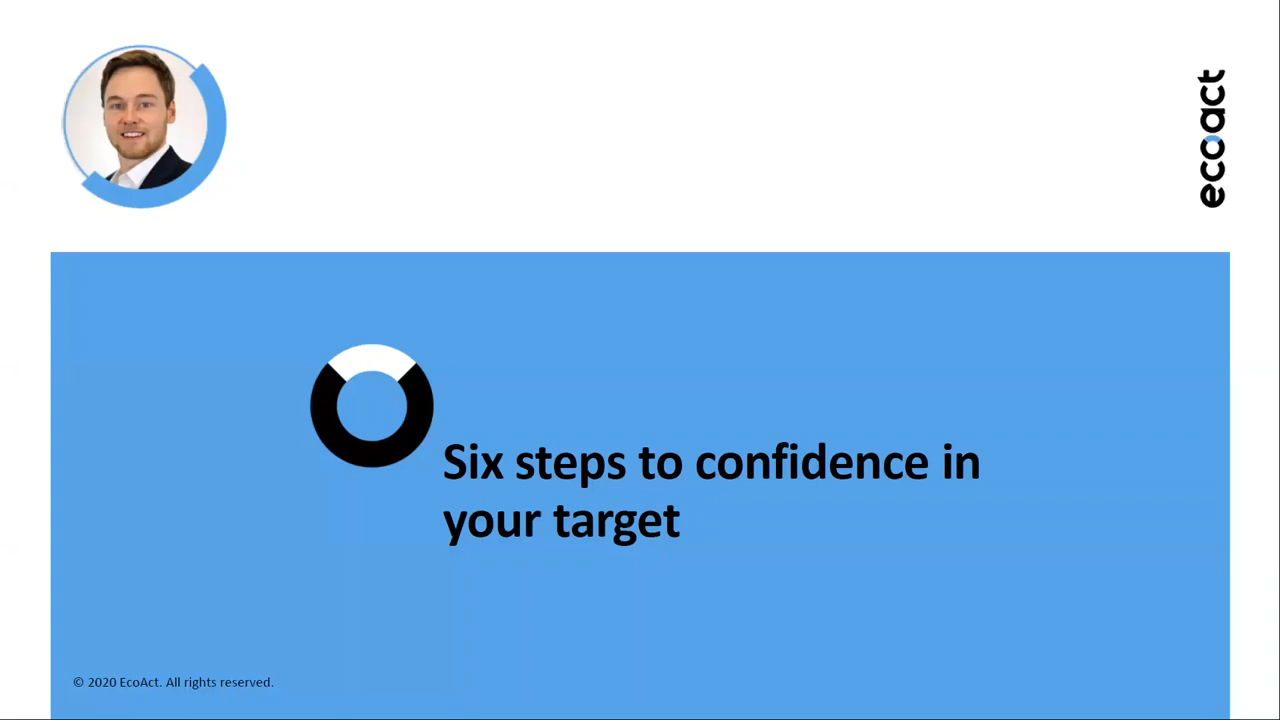 ecoact
Six steps to confidence in
your target
© 2020 EcoAct. All rights reserved.